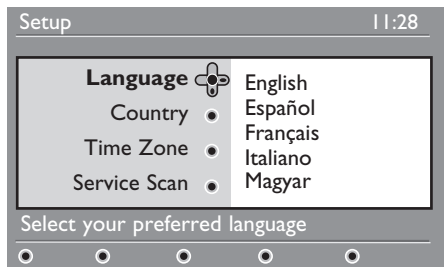 Setup 11:28
Language
Country
Time Zone
Service Scan
English
Español
Français
Italiano
Magyar
Select your preferred language